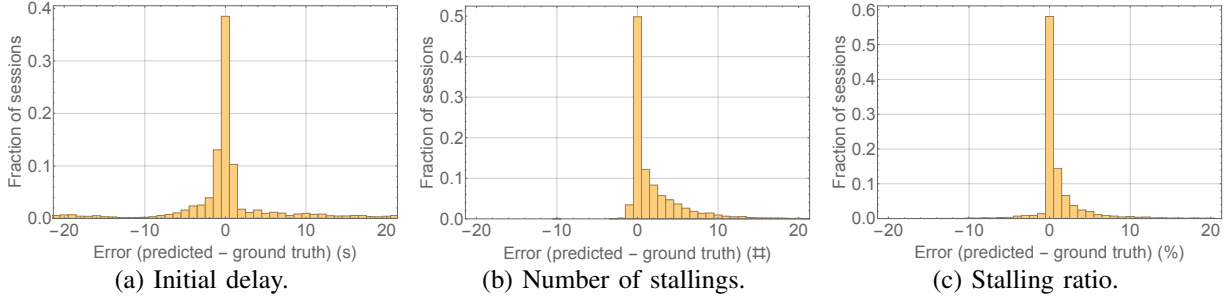 Fraction of sessions
0.4
0.3
0.2
0.1
0.0
−20 −10 0 10 20
Error (predicted − ground truth) (s)
(a) Initial delay.
Fraction of sessions
0.5
0.4
0.3
0.2
0.1
0.0
−20 −10 0 10 20
Error (predicted − ground truth) (#)
(b) Number of stallings.
Fraction of sessions
0.6
0.5
0.4
0.3
0.2
0.1
0.0
−20 −10 0 10 20
Error (predicted − ground truth) (%)
(c) Stalling ratio.